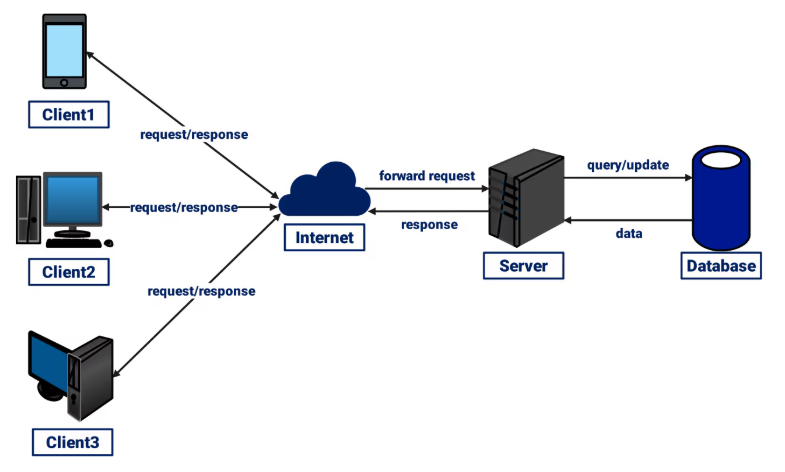 Client1
request/response
Client2
request/response
Client3
request/response
Internet
forward request
response
Server
query/update
data
Database